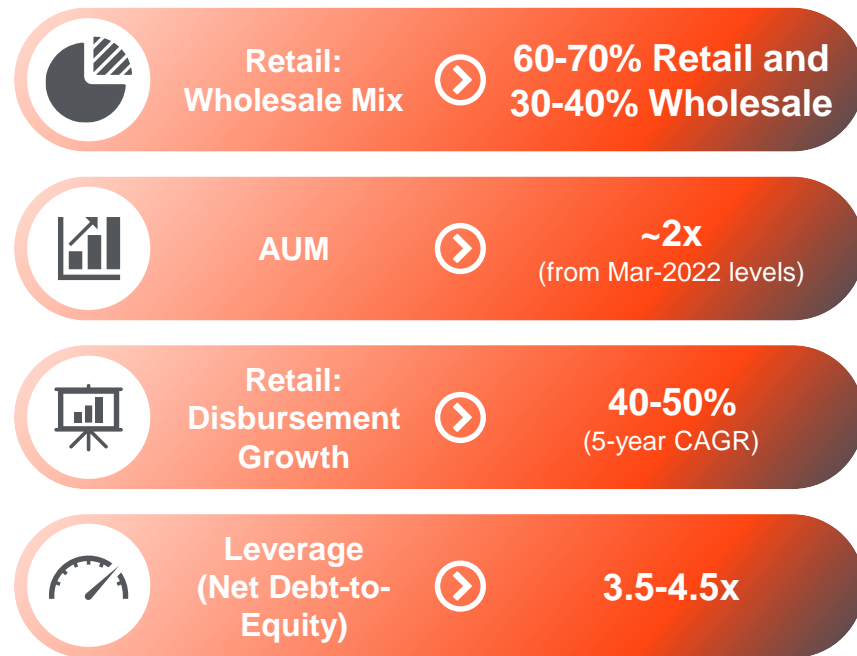 Retail:
Wholesale Mix
60-70% Retail and
30-40% Wholesale
AUM
~2x
(from Mar-2022 levels)
Retail:
Disbursement
Growth
40-50%
(5-year CAGR)
Leverage
(Net Debt-to-
Equity)
3.5-4.5x